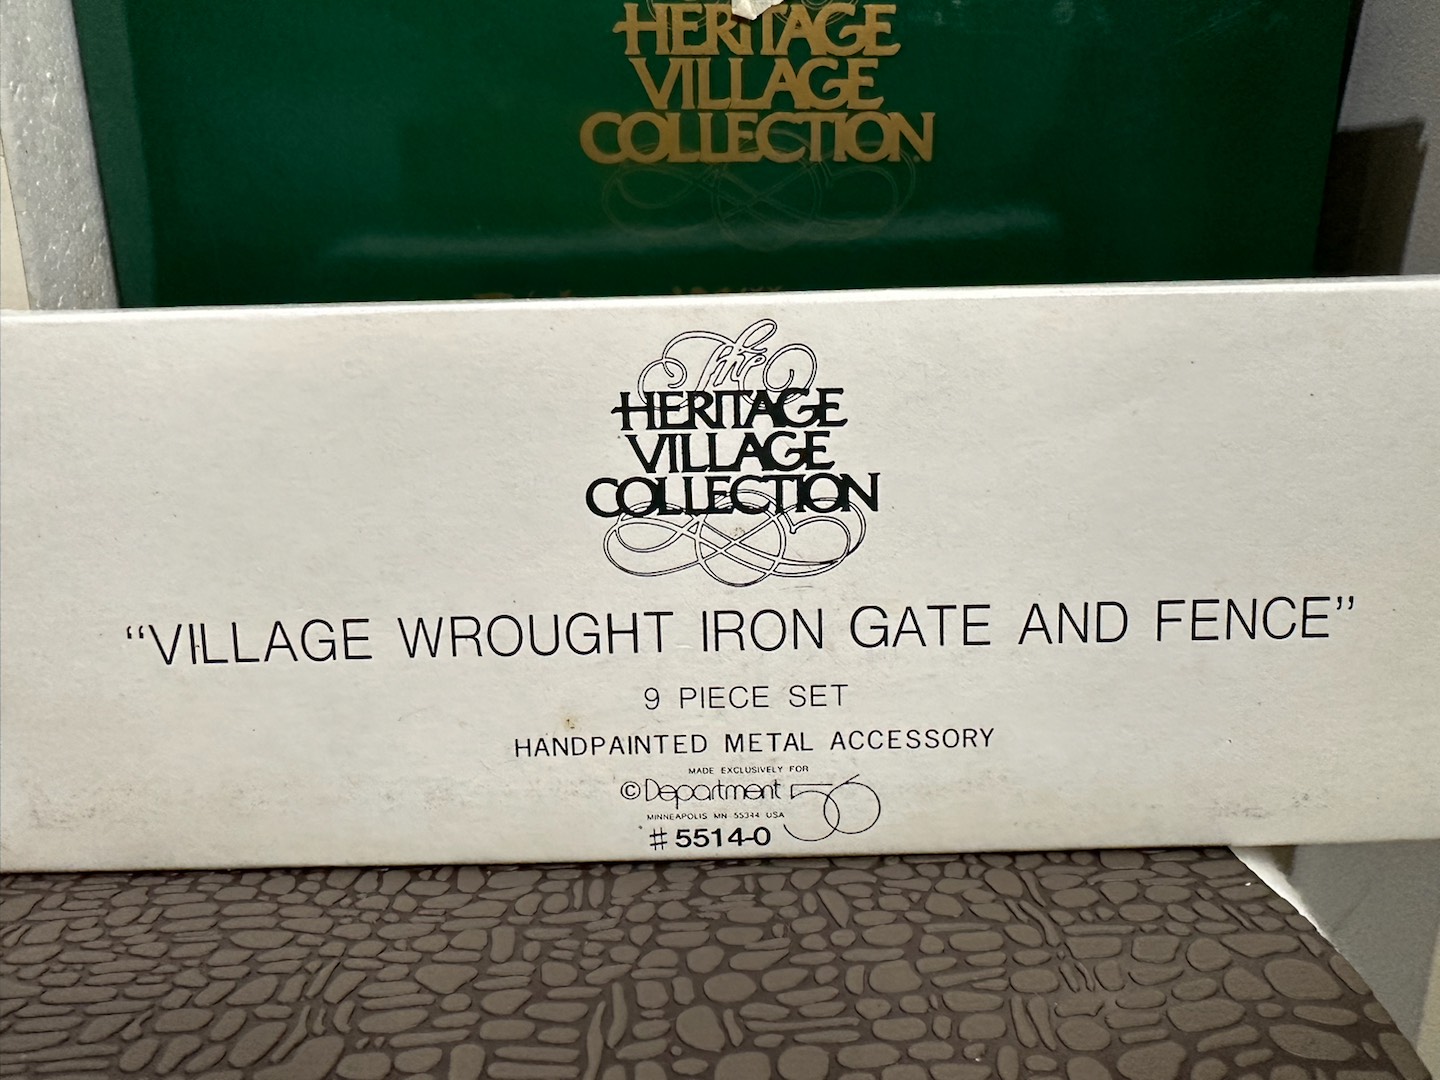 HERITAGE
VILLAGE
COLLECTION
The
HERITAGE
VILLAGE
COLLECTION
“VILLAGE WROUGHT IRON GATE AND FENCE”
9 PIECE SET
HANDPAINTED METAL ACCESSORY
MADE EXCLUSIVELY FOR
©Department 56
MINNEAPOLIS MN 55344 USA
#5514-0